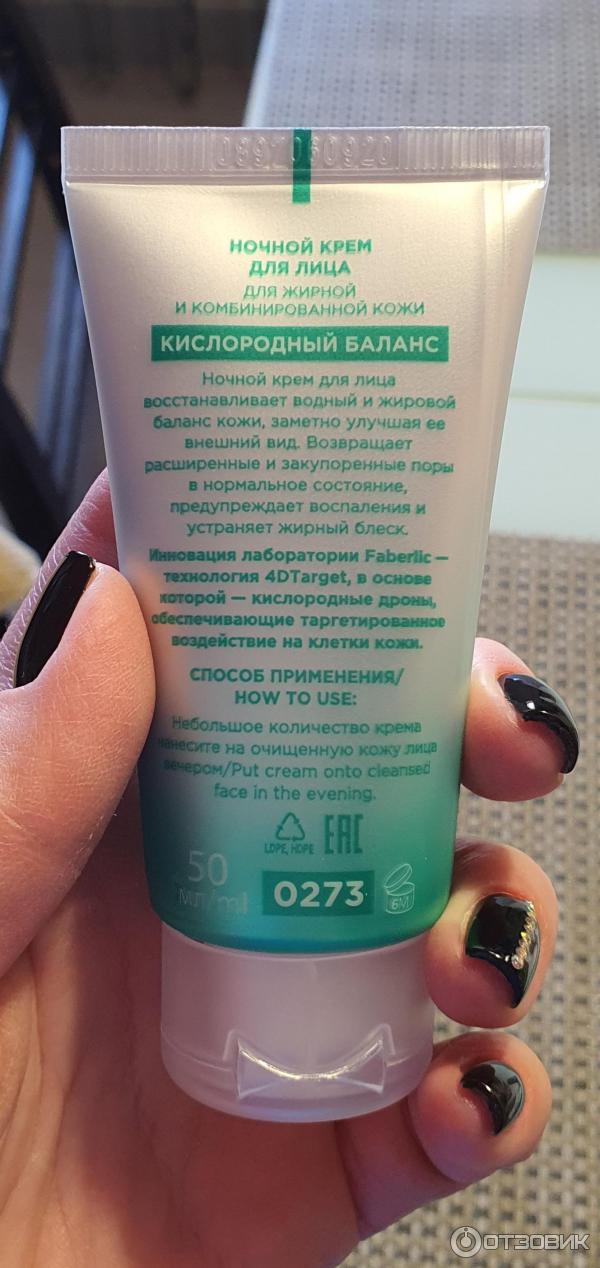 НОЧНОЙ КРЕМ
ДЛЯ ЛИЦА
ДЛЯ ЖИРНОЙ
И КОМБИНИРОВАННОЙ КОЖИ
КИСЛОРОДНЫЙ БАЛАНС
Ночной крем для лица
восстанавливает водный и жировой
баланс кожи, заметно улучшая ее
внешний вид. Возвращает
расширенные и закупоренные поры
в нормальное состояние,
предупреждает воспаления и
устраняет жирный блеск.
Инновация лаборатории Faberlic —
технология 4DTarget, в основе
которой — кислородные дроны,
обеспечивающие таргетированное
воздействие на клетки кожи.
СПОСОБ ПРИМЕНЕНИЯ/
HOW TO USE:
Небольшое количество крема
нанесите на очищенную кожу лица
вечером/Put cream onto cleansed
face in the evening.
LDPE, HDPE
EAC
50
мл/ml
0273
6M
ОТЗОВИК